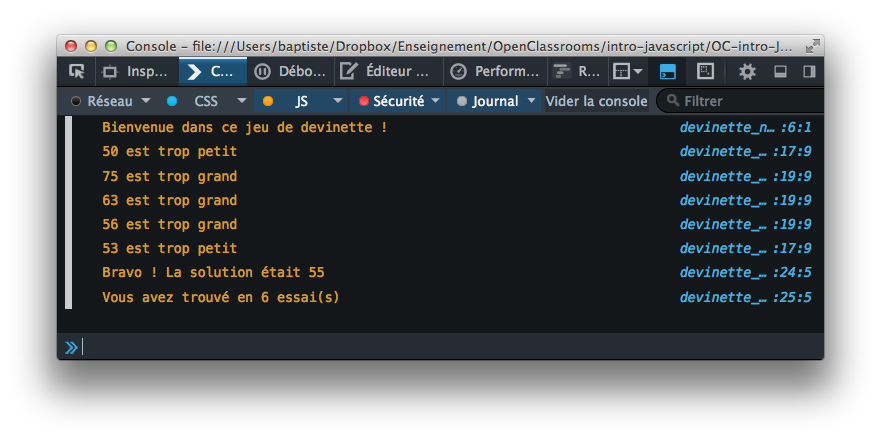 Console – file:///Users/baptiste/Dropbox/Enseignement/OpenClassrooms/intro-javascript/OC-intro-J...
Insp... C... Débo... Éditeur ... Perform... R...
Réseau CSS JS Sécurité Journal Vider la console Filtrer
Bienvenue dans ce jeu de devinette ! devinette_n… :6:1
50 est trop petit devinette_… :17:9
75 est trop grand devinette_… :19:9
63 est trop grand devinette_… :19:9
56 est trop grand devinette_… :19:9
53 est trop petit devinette_… :17:9
Bravo ! La solution était 55 devinette_… :24:5
Vous avez trouvé en 6 essai(s) devinette_… :25:5